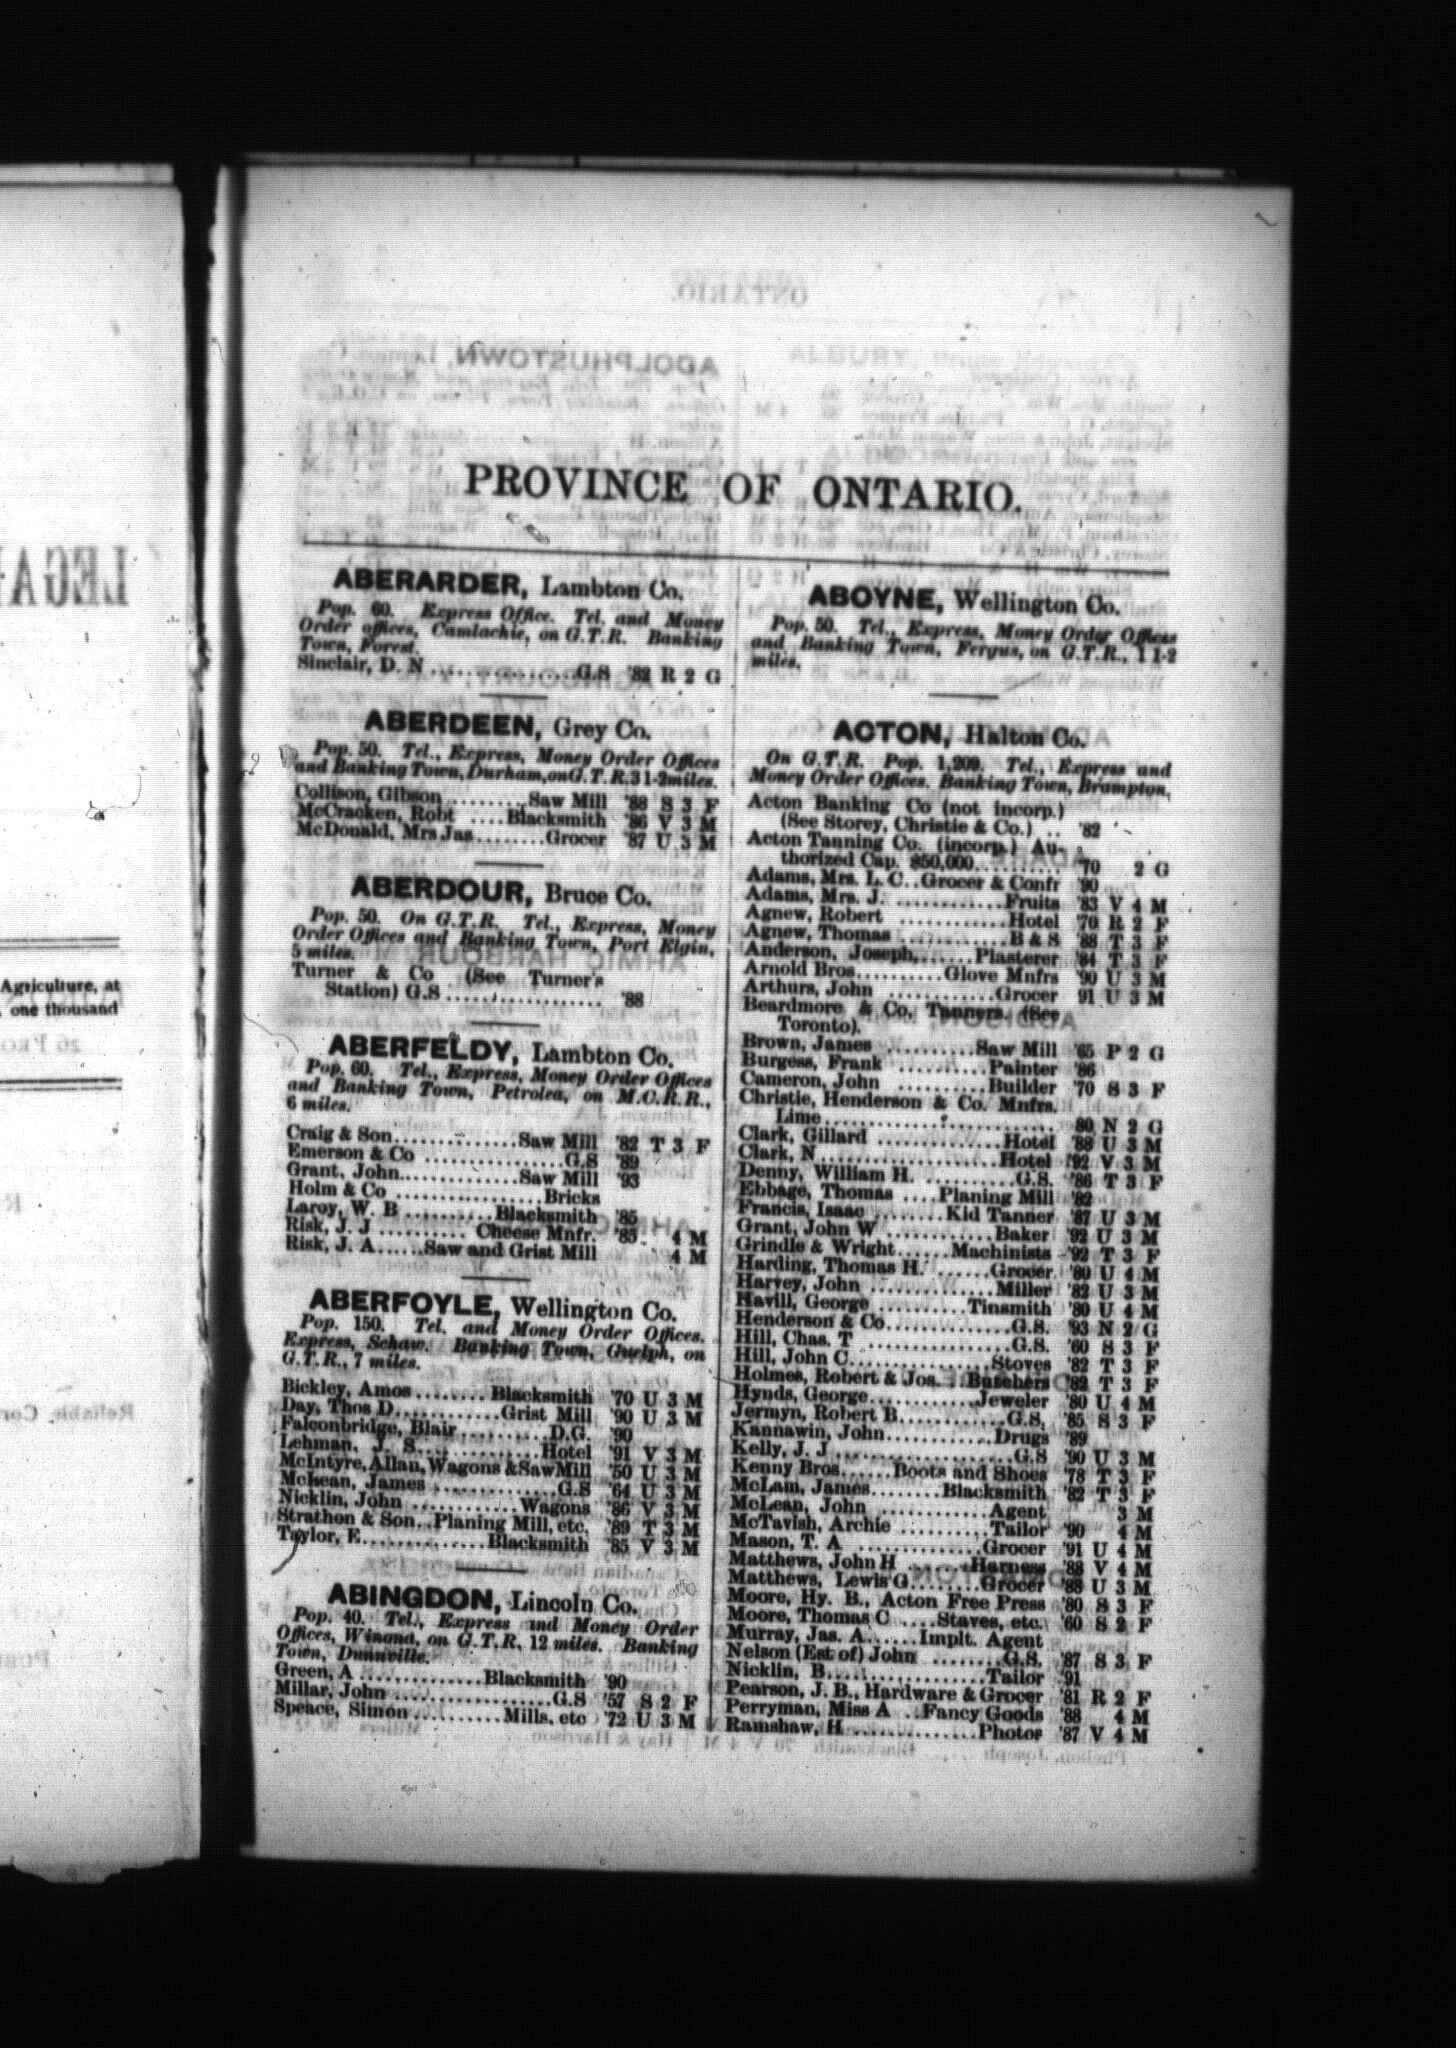 PROVINCE OF ONTARIO.
ABERARDER, Lambton Co.
Pop. 60. Express Office. Tel. and Money
Order offices, Camlachie, on G.T.R. Banking
Town, Forest.
Sinclair, D. N ................G.S '82 R 2 G
ABERDEEN, Grey Co.
Pop. 50. Tel., Express, Money Order Offices
and Banking Town, Durham, on G.T.R. 3 1-2 miles.
Collison, Gibson ........Saw Mill '88 S 3 F
McCracken, Robt ....Blacksmith '86 V 3 M
McDonald, Mrs Jas........Grocer '87 U 3 M
ABERDOUR, Bruce Co.
Pop. 50. On G.T.R. Tel., Express, Money
Order Offices and Banking Town, Port Elgin,
5 miles.
Turner & Co (See Turner's
Station) G.S ................. '88
ABERFELDY, Lambton Co.
Pop. 60. Tel., Express, Money Order Offices
and Banking Town, Petrolea, on M.C.R.R.,
6 miles.
Craig & Son..............Saw Mill '82 T 3 F
Emerson & Co ................G.S '89
Grant, John..............Saw Mill '93
Holm & Co .................Bricks
Laroy, W. B ..........Blacksmith '85
Risk, J. J .......... Cheese Mnfr. '85 4 M
Risk, J. A......Saw and Grist Mill 4 M
ABERFOYLE, Wellington Co.
Pop. 150. Tel. and Money Order Offices.
Express, Schaw. Banking Town, Guelph, on
G.T.R., 7 miles.
Bickley, Amos ........Blacksmith '70 U 3 M
Day, Thos D............Grist Mill '90 U 3 M
Falconbridge, Blair ..........D.G. '90
Lehman, J. S..............Hotel '91 V 3 M
McIntyre, Allan, Wagons & Saw Mill '50 U 3 M
McLean, James ..............G.S '64 U 3 M
Nicklin, John ............Wagons '86 V 3 M
Strathon & Son..Planing Mill, etc. '89 T 3 M
Taylor, E..............Blacksmith '85 V 3 M
ABINGDON, Lincoln Co.
Pop. 40. Tel., Express and Money Order
Offices, Winona, on G.T.R, 12 miles. Banking
Town, Dunnville.
Green, A ..............Blacksmith '90
Millar, John ..................G.S '57 S 2 F
Speace, Simon ..........Mills, etc '72 U 3 M
ABOYNE, Wellington Co.
Pop. 50. Tel., Express, Money Order Offices
and Banking Town, Fergus, on G.T.R., 1 1-2
miles.
ACTON, Halton Co.
On G.T.R. Pop. 1,209. Tel., Express and
Money Order Offices. Banking Town, Brampton.
Acton Banking Co (not incorp.)
(See Storey, Christie & Co.) .. '82
Acton Tanning Co. (incorp.) Au-
thorized Cap. $50,000.......... '70 2 G
Adams, Mrs. L. C..Grocer & Confr '90
Adams, Mrs. J. ............Fruits '83 V 4 M
Agnew, Robert ............Hotel '70 R 2 F
Agnew, Thomas ............B & S '88 T 3 F
Anderson, Joseph,......Plasterer '84 T 3 F
Arnold Bros..........Glove Mnfrs '90 U 3 M
Arthurs, John ............Grocer 91 U 3 M
Beardmore & Co. Tanners. (See
Toronto).
Brown, James ..........Saw Mill '65 P 2 G
Burgess, Frank ..........Painter '86
Cameron, John ..........Builder '70 S 3 F
Christie, Henderson & Co. Mnfrs.
Lime .......................... 80 N 2 G
Clark, Gillard ..............Hotel '88 U 3 M
Clark, N ....................Hotel '92 V 3 M
Denny, William H. ..........G.S. '86 T 3 F
Ebbage, Thomas ....Planing Mill '82
Francis, Isaac .........Kid Tanner '87 U 3 M
Grant, John W ............Baker '92 U 3 M
Grindle & Wright......Machinists '92 T 3 F
Harding, Thomas H. ......Grocer '80 U 4 M
Harvey, John ..............Miller '82 U 3 M
Havill, George ..........Tinsmith '80 U 4 M
Henderson & Co..............G.S. '93 N 2 G
Hill, Chas. T ................G.S. '60 S 3 F
Hill, John C................Stoves '82 T 3 F
Holmes, Robert & Jos. .. Butchers '82 T 3 F
Hynds, George............Jeweler '80 U 4 M
Jermyn, Robert B............G.S. '85 S 3 F
Kannawin, John............Drugs '89
Kelly, J. J ....................G.S '90 U 3 M
Kenny Bros......Boots and Shoes '78 T 3 F
McLam, James........Blacksmith '82 T 3 F
McLean, John ............Agent 3 M
McTavish, Archie ..........Tailor '90 4 M
Mason, T. A ..............Grocer '91 U 4 M
Matthews, John H ......Harness '88 V 4 M
Matthews, Lewis G........Grocer '88 U 3 M
Moore, Hy. B., Acton Free Press '80 S 3 F
Moore, Thomas C ....Staves, etc. '60 S 2 F
Murray, Jas. A......Implt. Agent
Nelson (Est of) John ........G.S. '87 S 3 F
Nicklin, B................Tailor '91
Pearson, J. B., Hardware & Grocer '81 R 2 F
Perryman, Miss A ..Fancy Goods '88 4 M
Ramshaw, H ..............Photos '87 V 4 M
Agriculture, at
one thousand